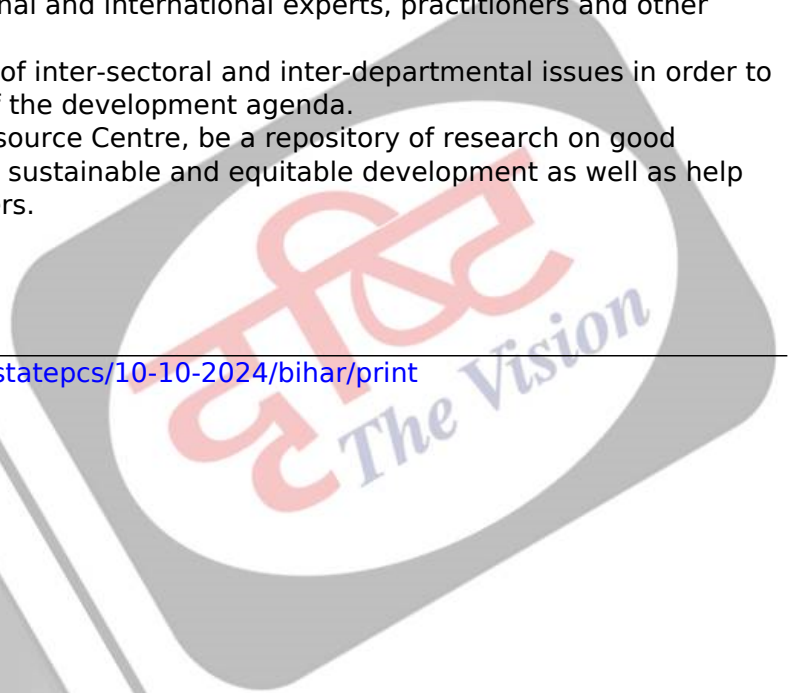 nal and international experts, practitioners and other
of inter-sectoral and inter-departmental issues in order to
f the development agenda.
source Centre, be a repository of research on good
sustainable and equitable development as well as help
rs.
statepcs/10-10-2024/bihar/print
दृष्टि
The Vision